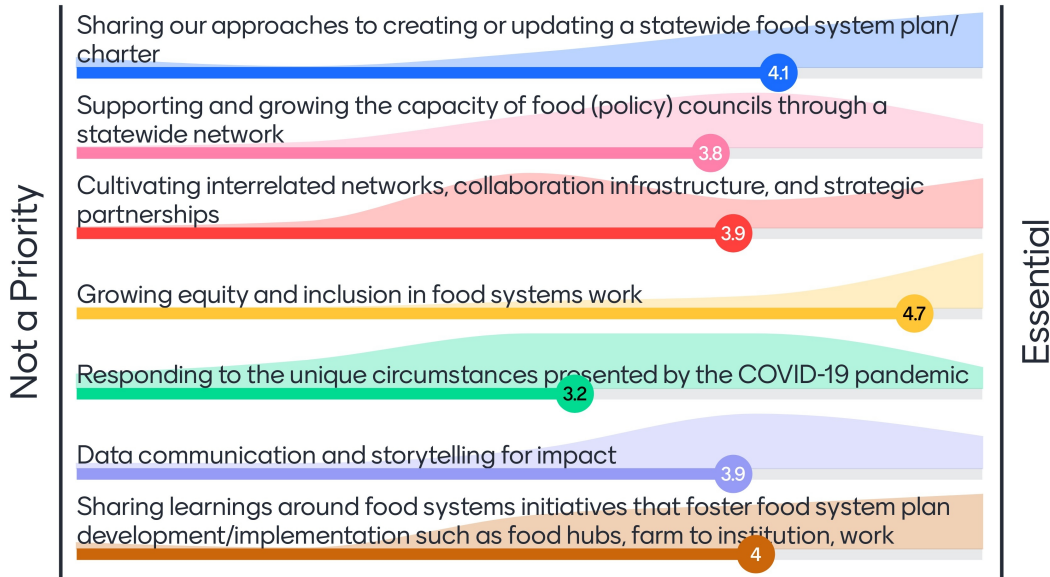 Not a Priority
Sharing our approaches to creating or updating a statewide food system plan/
charter
4.1
Supporting and growing the capacity of food (policy) councils through a
statewide network
3.8
Cultivating interrelated networks, collaboration infrastructure, and strategic
partnerships
3.9
Growing equity and inclusion in food systems work
4.7
Responding to the unique circumstances presented by the COVID-19 pandemic
3.2
Data communication and storytelling for impact
3.9
Sharing learnings around food systems initiatives that foster food system plan
development/implementation such as food hubs, farm to institution, work
4
Essential